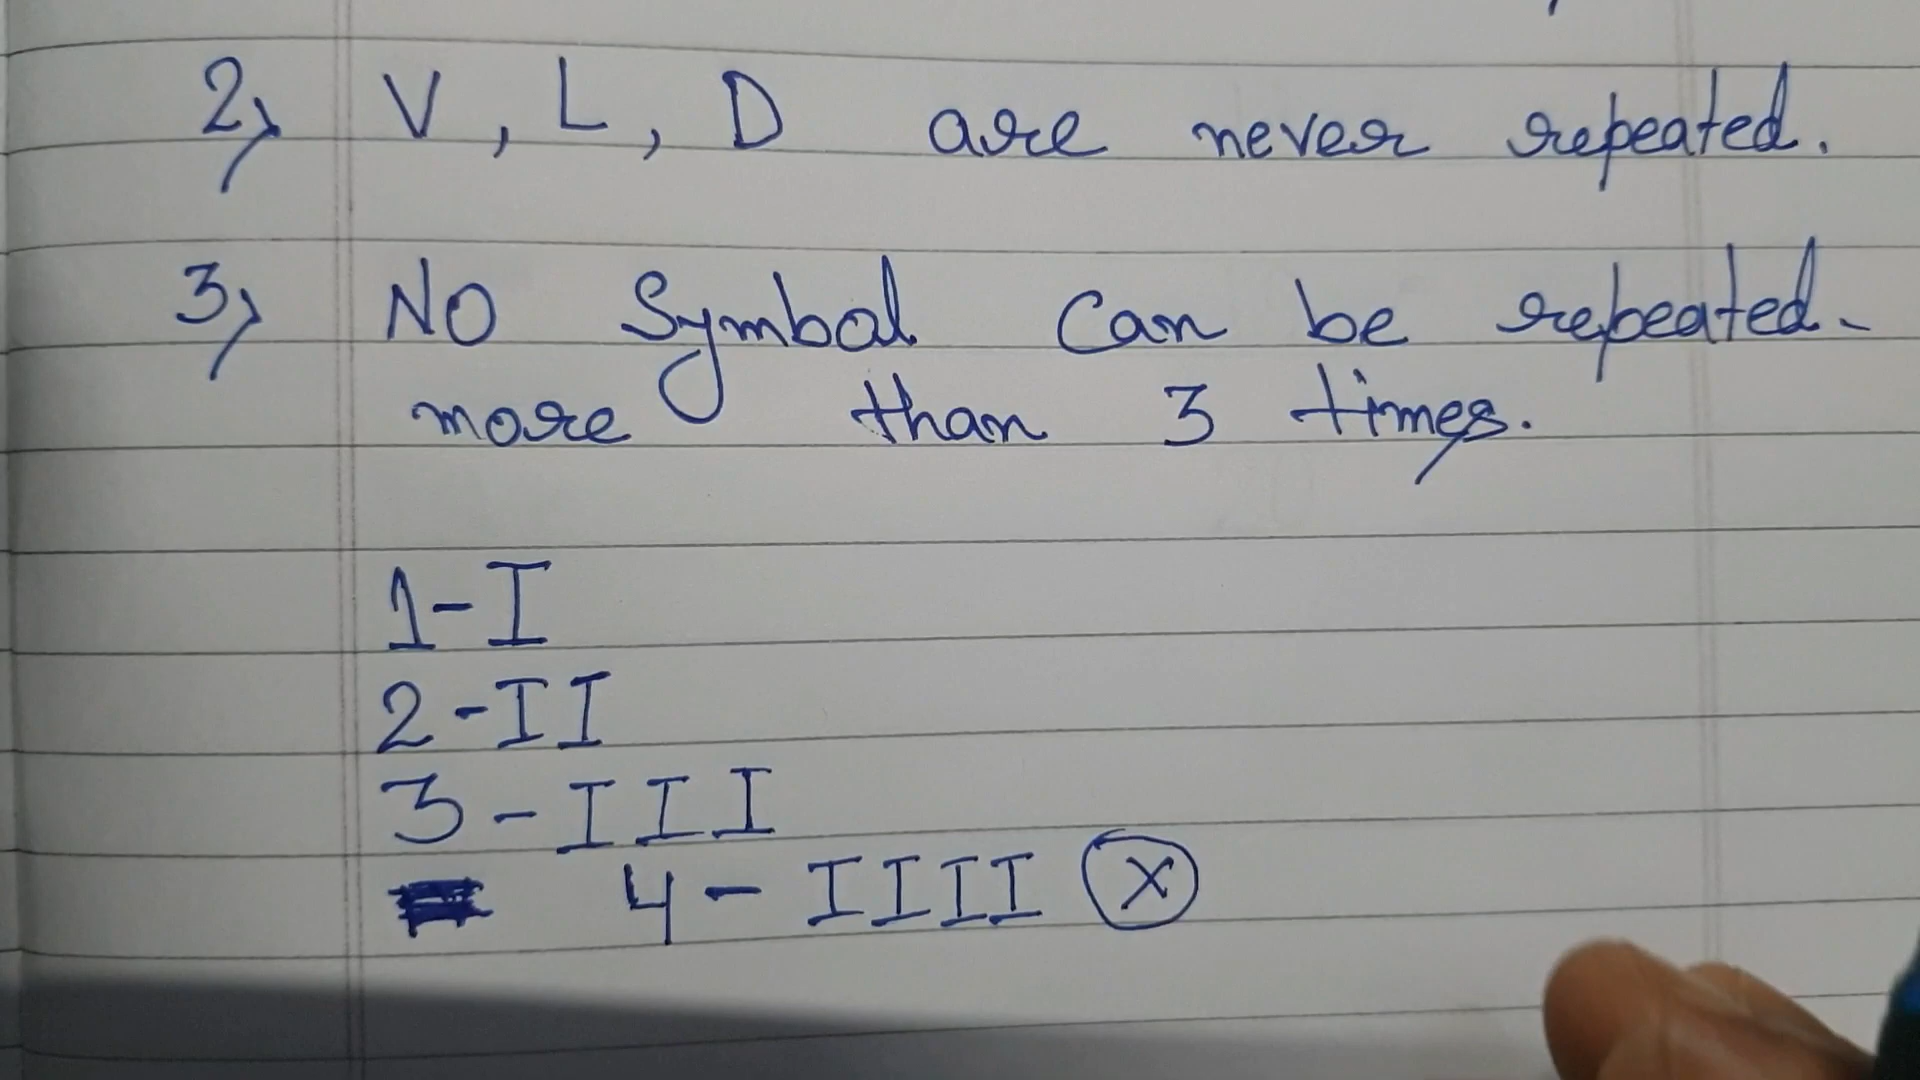 2) V, L, D are never repeated.
3) NO Symbol Can be repeated
more than 3 times.
1-I
2-II
3-III
4-IIII X